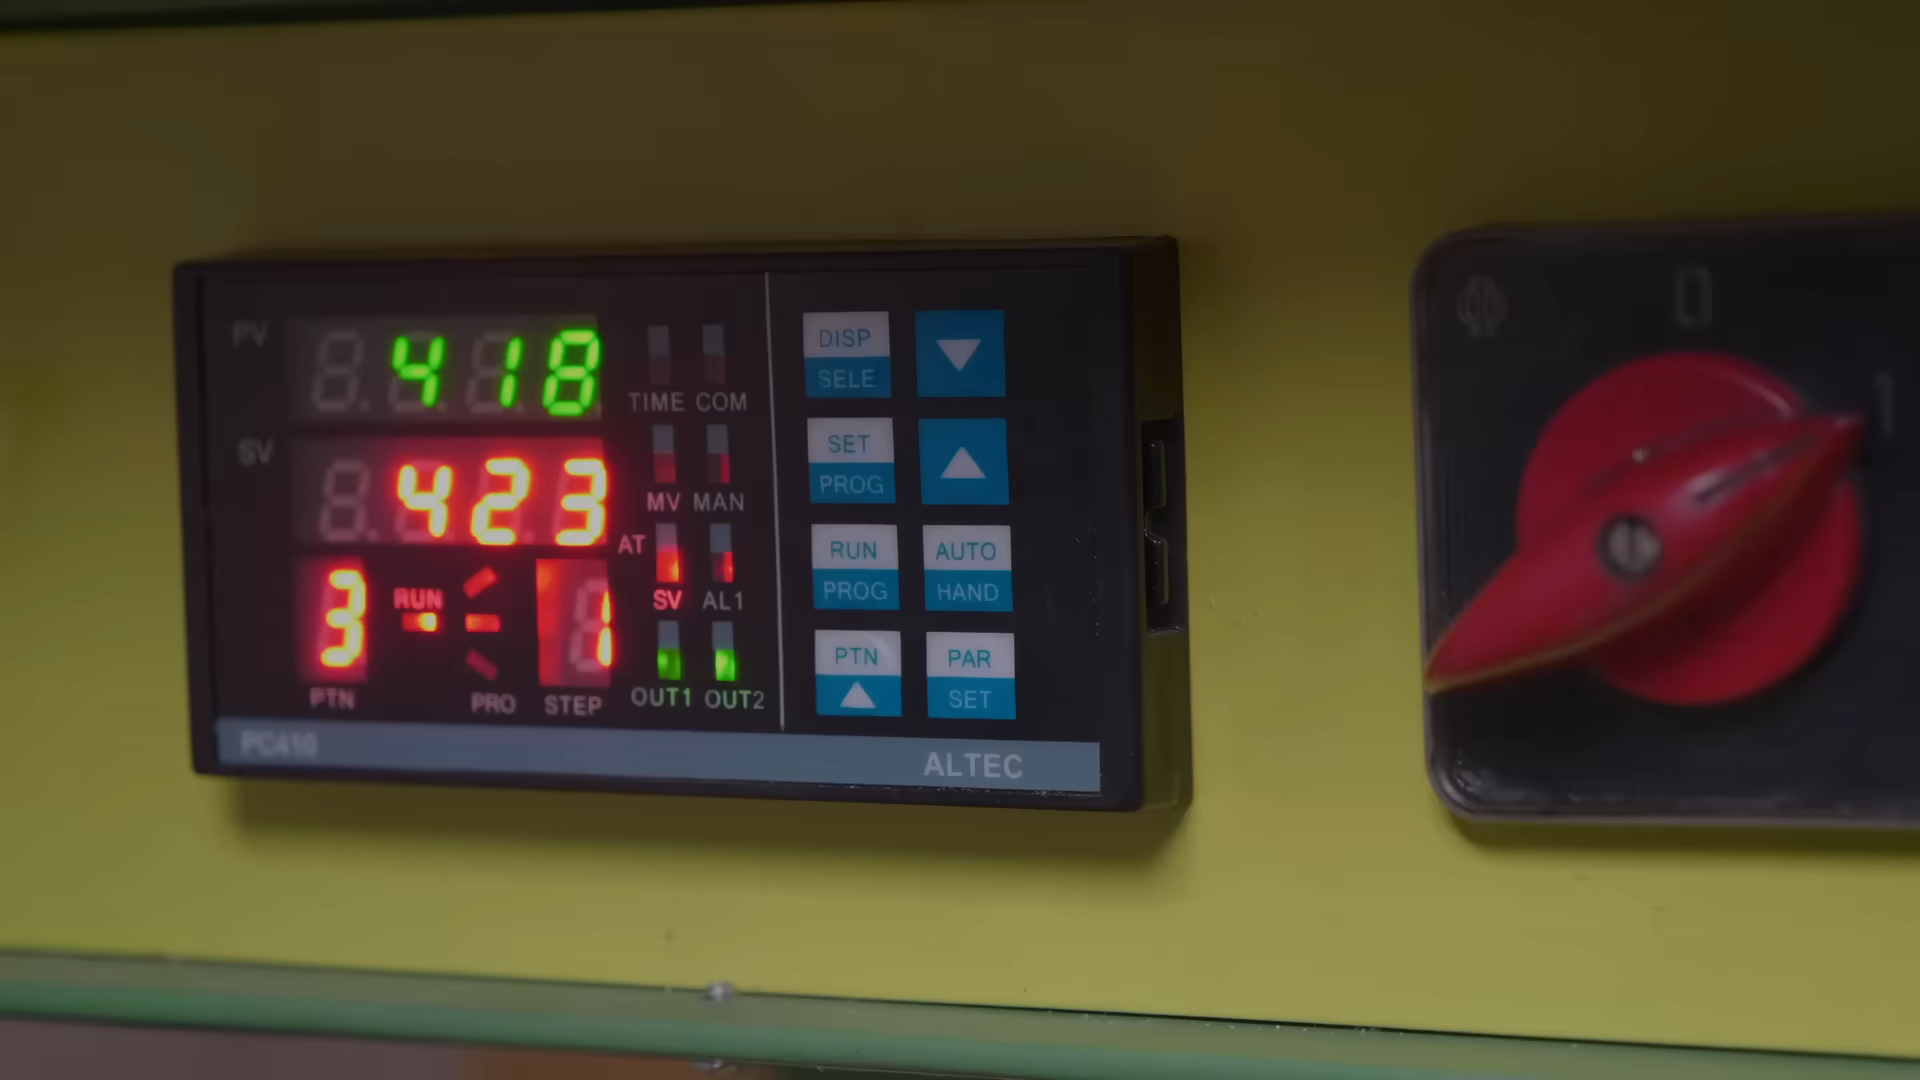 PV 418
TIME COM
SV 423
MV MAN
AT
3 RUN 1
SV AL1
PTN PRO STEP OUT1 OUT2
PC410 ALTEC
DISP
SELE
SET
PROG
RUN AUTO
PROG HAND
PTN PAR
SET
0
1